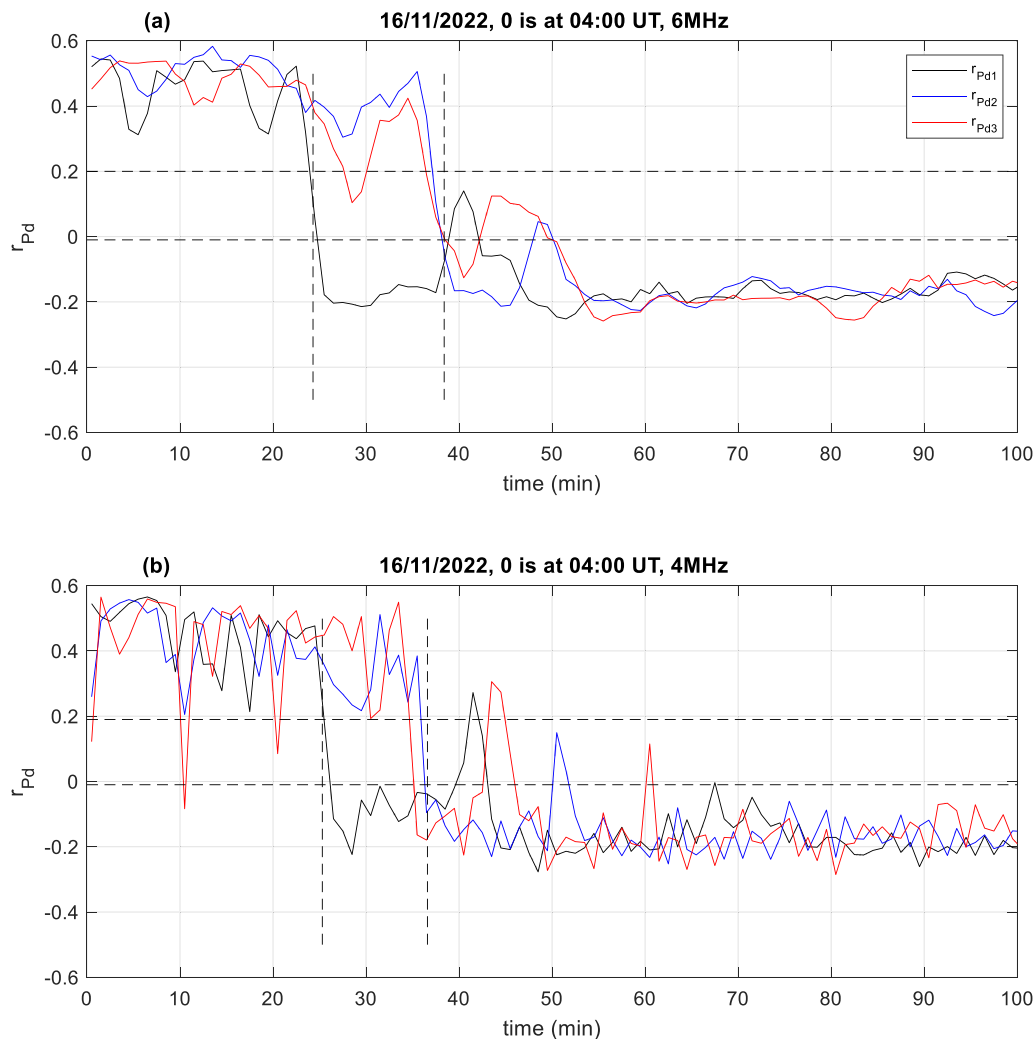 (a) 16/11/2022, 0 is at 04:00 UT, 6MHz
0.6
0.4
0.2
0
-0.2
-0.4
-0.6
r_Pd
r_Pd1
r_Pd2
r_Pd3
0 10 20 30 40 50 60 70 80 90 100
time (min)
(b) 16/11/2022, 0 is at 04:00 UT, 4MHz
0.6
0.4
0.2
0
-0.2
-0.4
-0.6
r_Pd
0 10 20 30 40 50 60 70 80 90 100
time (min)